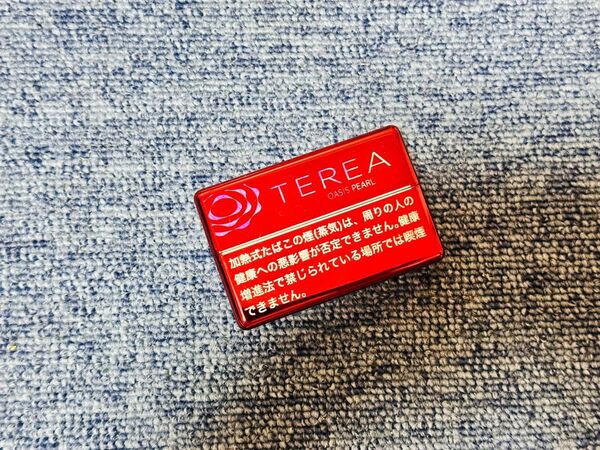 TEREA
OASIS PEARL
加熱式たばこの煙(蒸気)は、周りの人の
健康への悪影響が否定できません。健康
増進法で禁じられている場所では喫煙
できません。